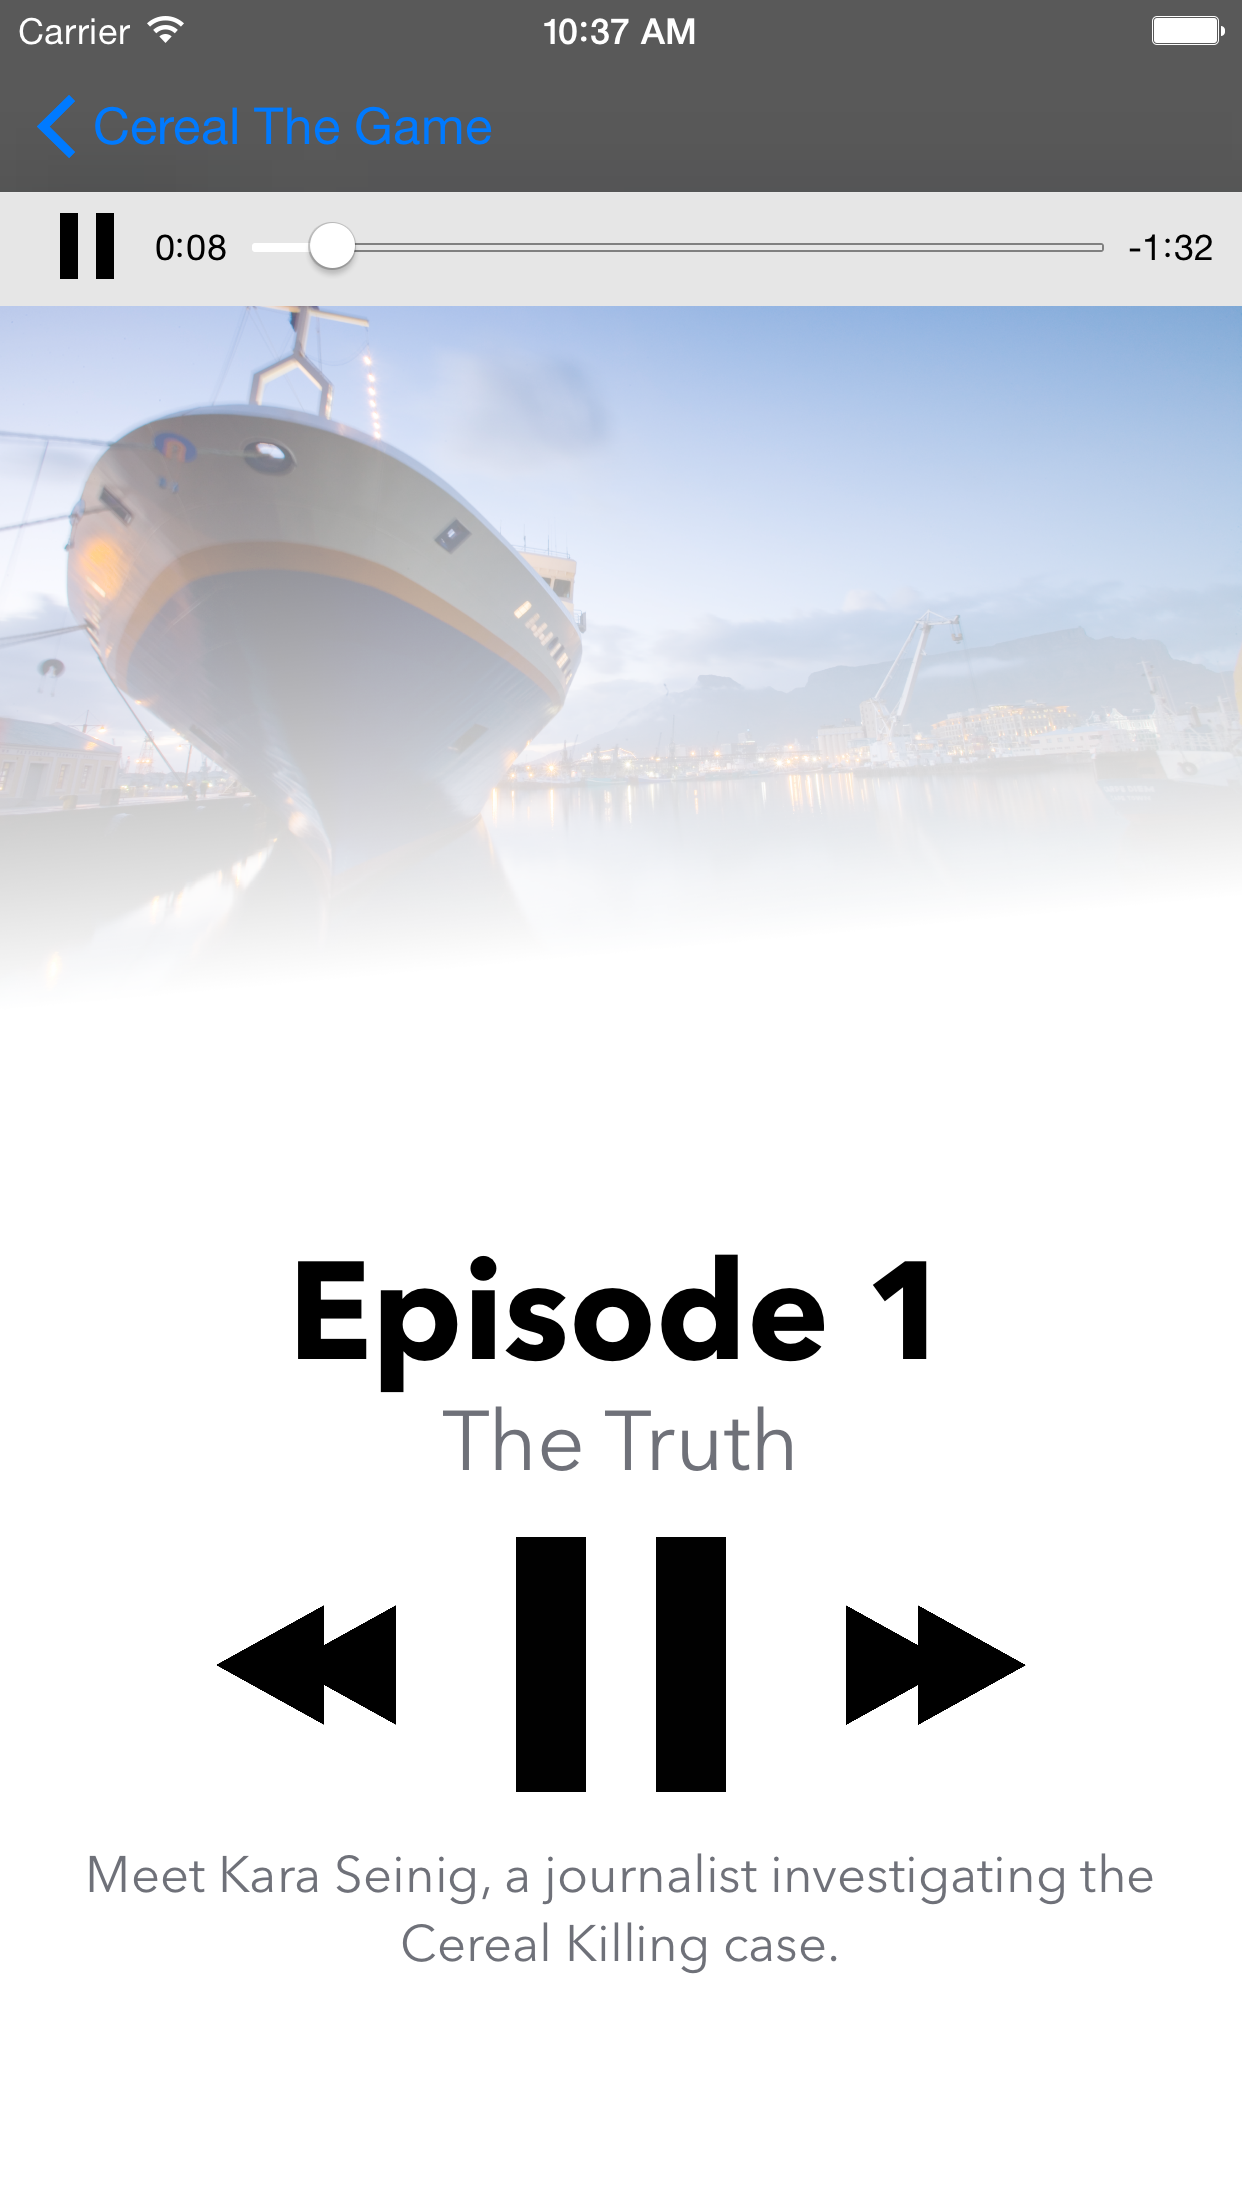 Carrier 10:37 AM
Cereal The Game
0:08 -1:32
Episode 1
The Truth
Meet Kara Seinig, a journalist investigating the
Cereal Killing case.